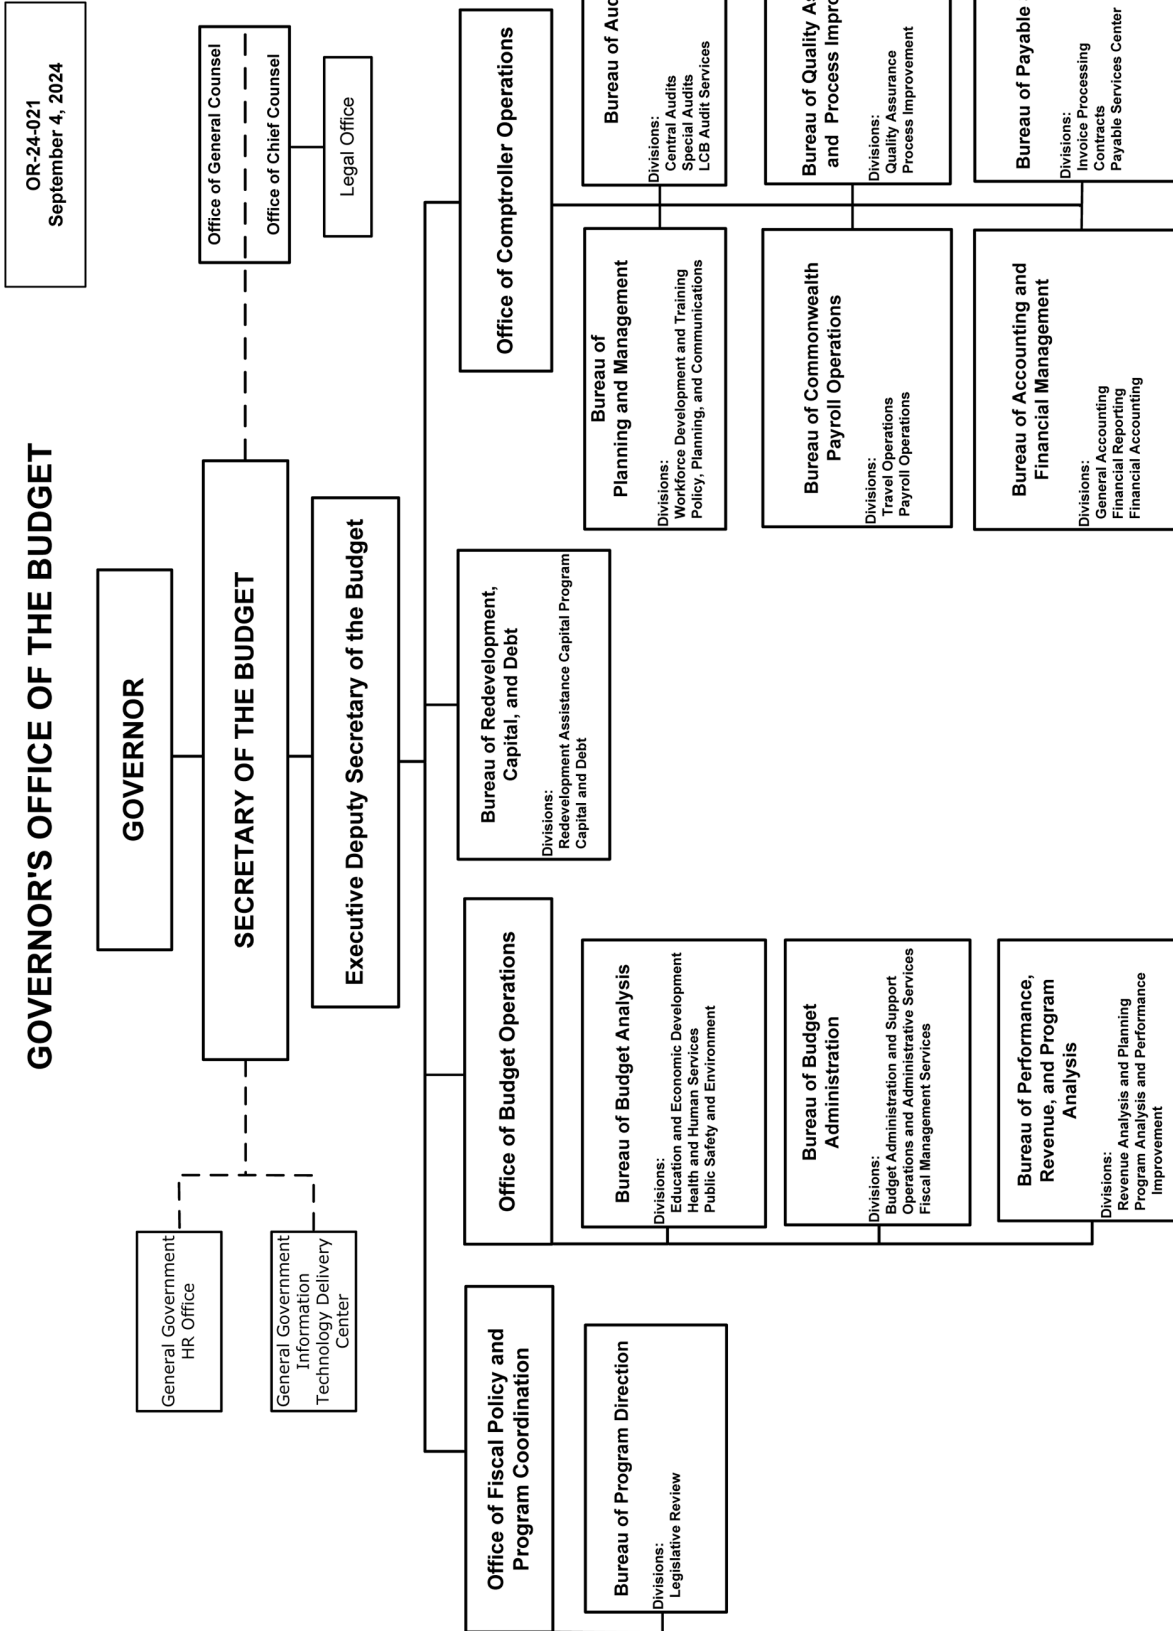 OR-24-021
September 4, 2024
GOVERNOR'S OFFICE OF THE BUDGET
GOVERNOR
SECRETARY OF THE BUDGET
Executive Deputy Secretary of the Budget
General Government
HR Office
General Government
Information
Technology Delivery
Center
Office of General Counsel
Office of Chief Counsel
Legal Office
Office of Fiscal Policy and
Program Coordination
Bureau of Program Direction
Divisions:
Legislative Review
Office of Budget Operations
Bureau of Budget Analysis
Divisions:
Education and Economic Development
Health and Human Services
Public Safety and Environment
Bureau of Budget
Administration
Divisions:
Budget Administration and Support
Operations and Administrative Services
Fiscal Management Services
Bureau of Performance,
Revenue, and Program
Analysis
Divisions:
Revenue Analysis and Planning
Program Analysis and Performance
Improvement
Bureau of Redevelopment,
Capital, and Debt
Divisions:
Redevelopment Assistance Capital Program
Capital and Debt
Office of Comptroller Operations
Bureau of
Planning and Management
Divisions:
Workforce Development and Training
Policy, Planning, and Communications
Bureau of Commonwealth
Payroll Operations
Divisions:
Travel Operations
Payroll Operations
Bureau of Accounting and
Financial Management
Divisions:
General Accounting
Financial Reporting
Financial Accounting
Bureau of
Divisions:
Central Audits
Special Audits
LCB Audit Services
Bureau of Quality
and Process
Divisions:
Quality Assurance
Process Improvement
Bureau of Payable
Divisions:
Invoice Processing
Contracts
Payable Services Center